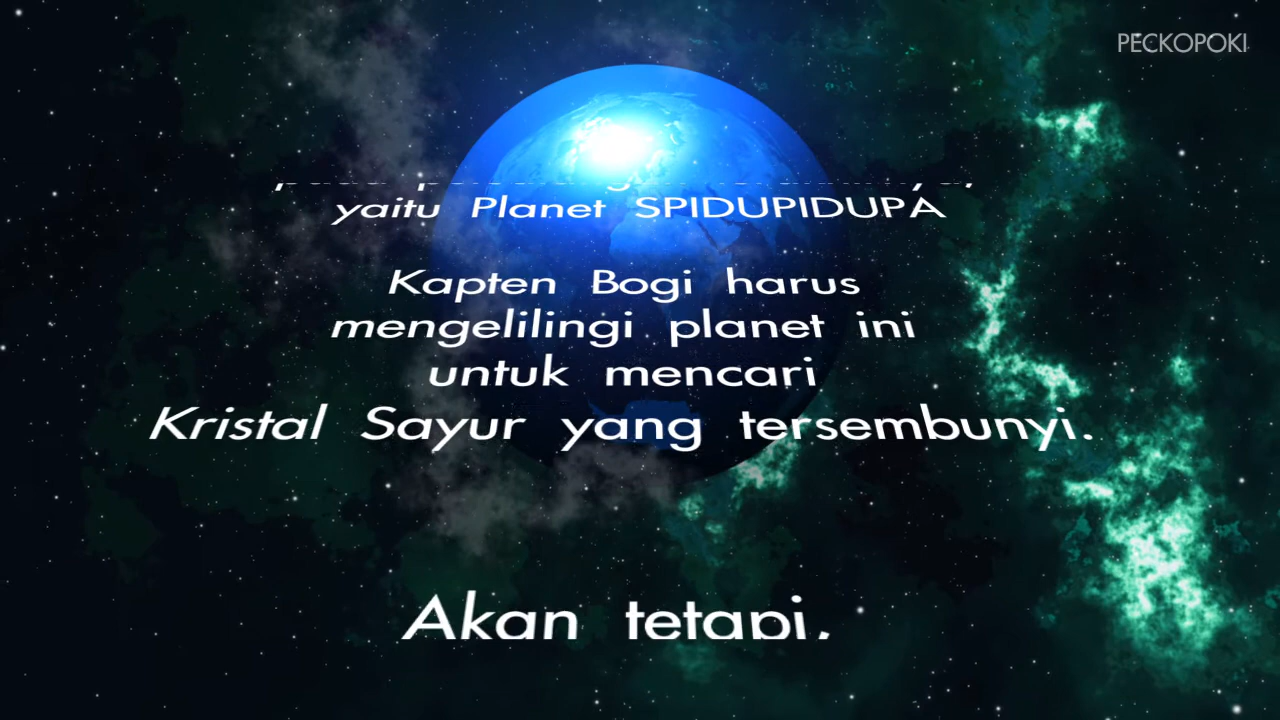 PECKOPOKI
yaitu Planet SPIDUPIDUPA
Kapten Bogi harus
mengelilingi planet ini
untuk mencari
Kristal Sayur yang tersembunyi.
Akan tetapi,